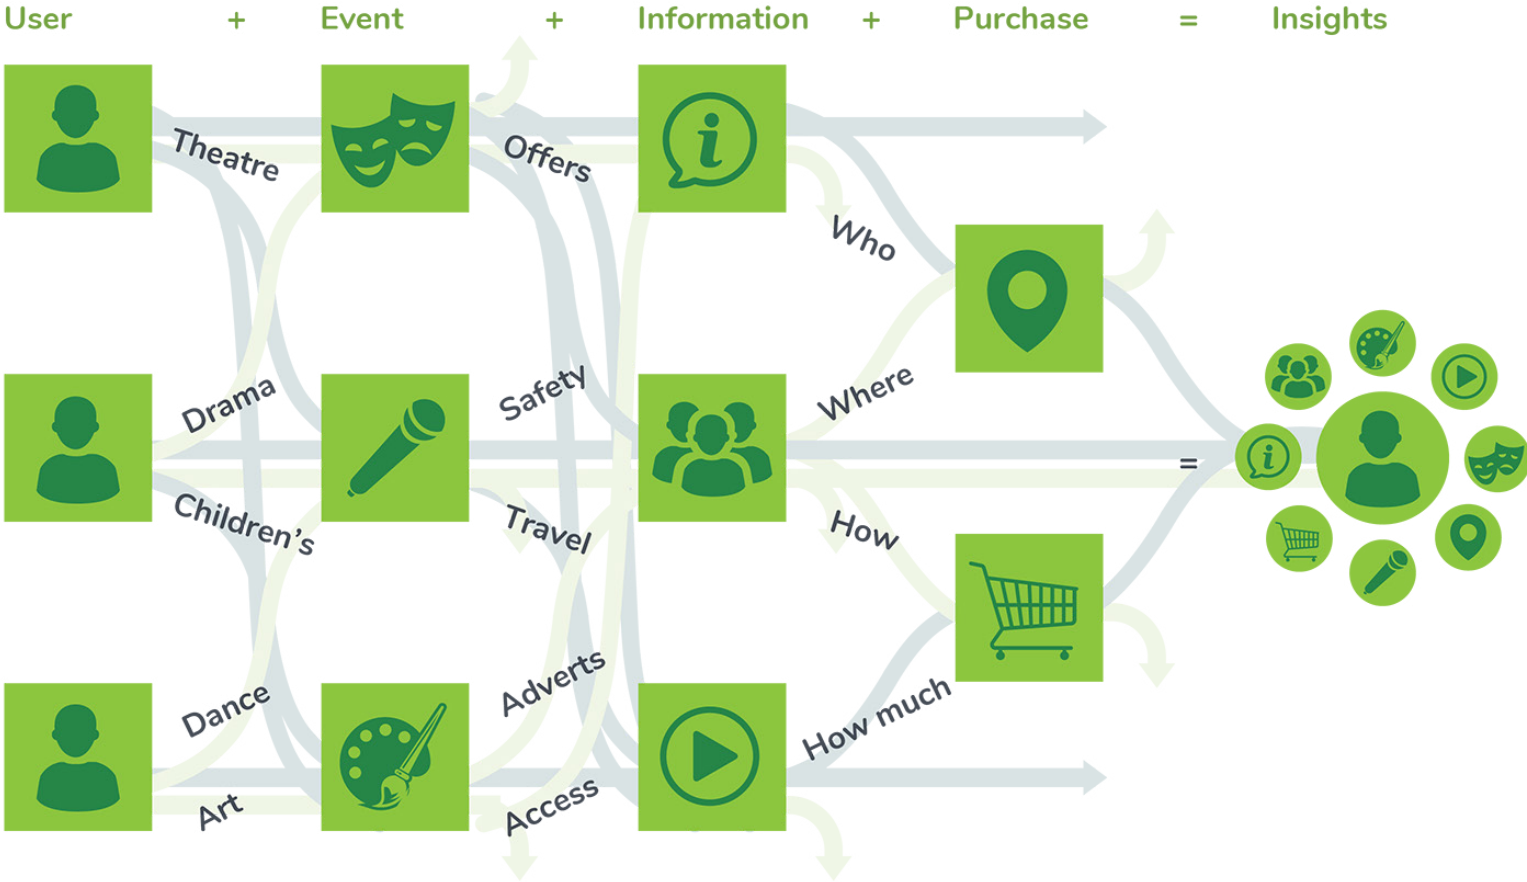 User + Event + Information + Purchase = Insights
Theatre
Offers
Who
Drama
Safety
Where
=
Children's
Travel
How
Dance
Adverts
How much
Art
Access